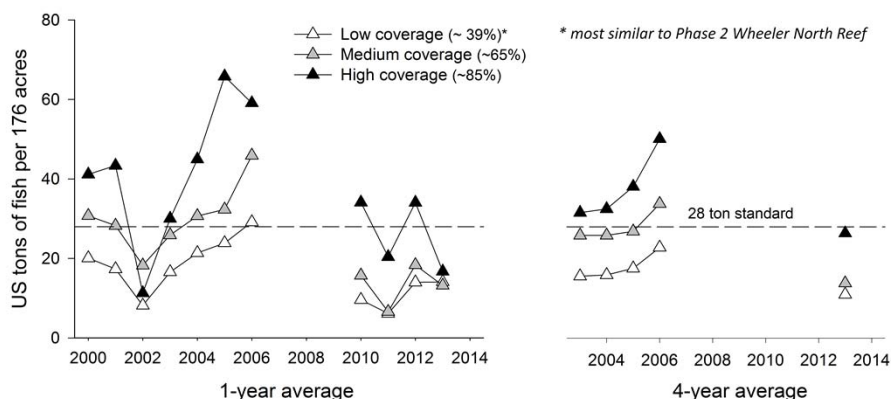 Low coverage (~ 39%)*
Medium coverage (~65%)
High coverage (~85%)
* most similar to Phase 2 Wheeler North Reef
US tons of fish per 176 acres
80
60
40
20
0
28 ton standard
2000 2002 2004 2006 2008 2010 2012 2014
2004 2006 2008 2010 2012 2014
1-year average
4-year average